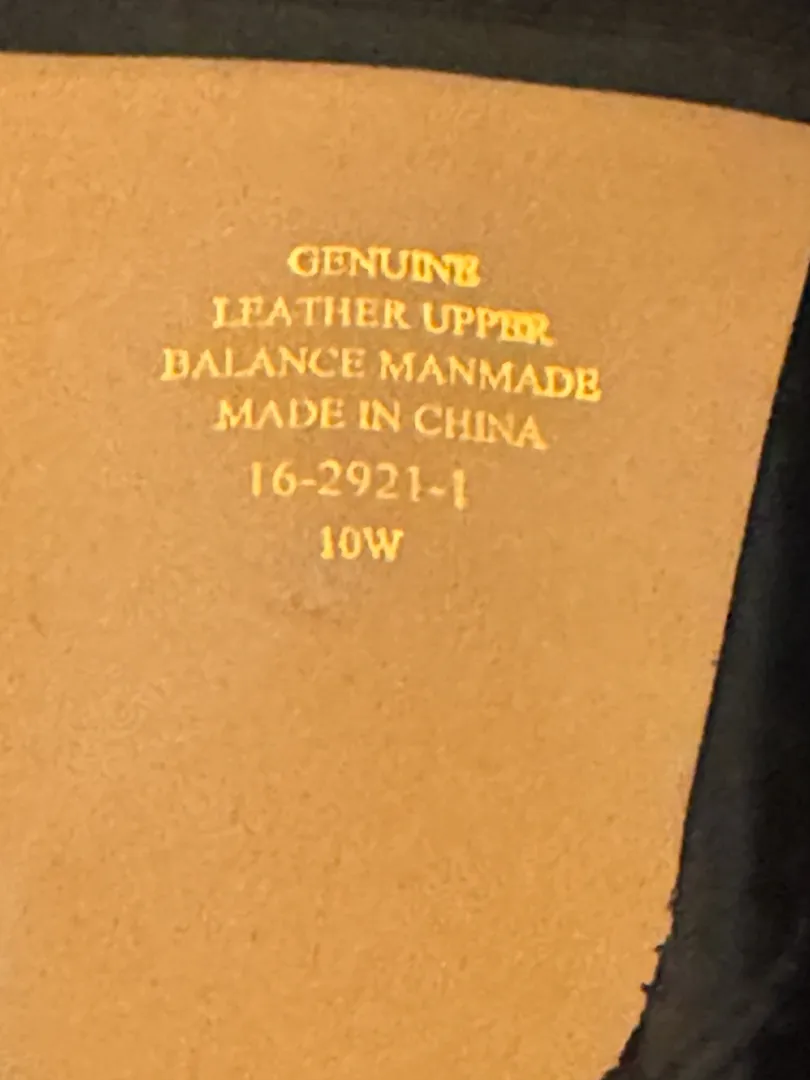 GENUINE
LEATHER UPPER
BALANCE MANMADE
MADE IN CHINA
16-2921-1
10W